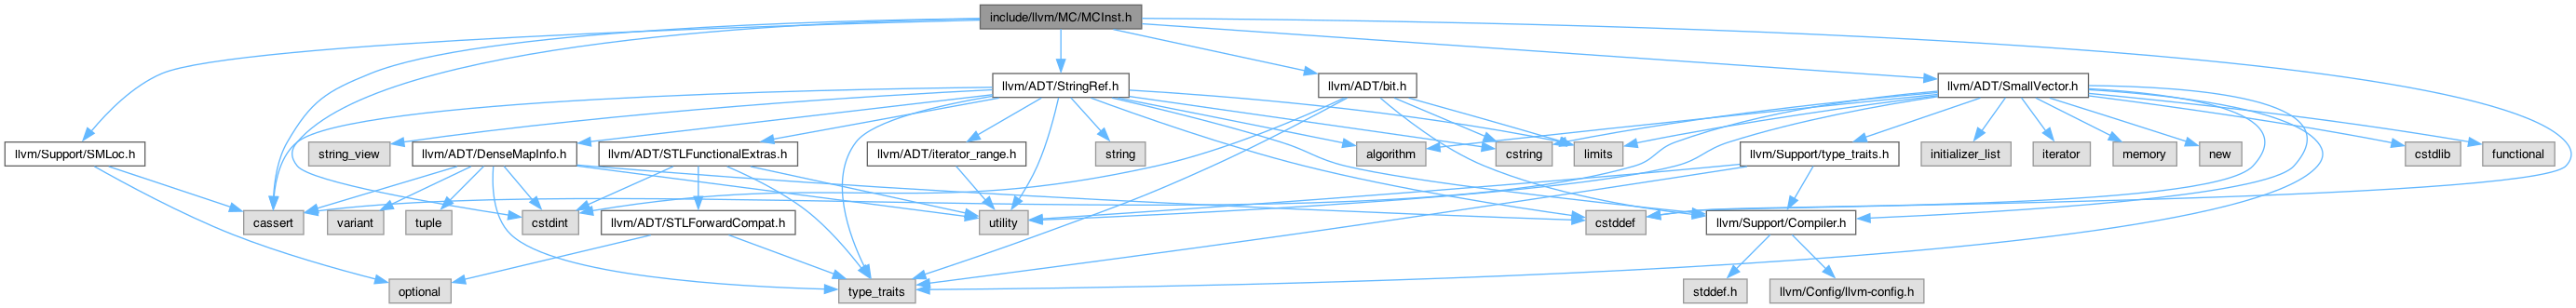 include/llvm/MC/MCInst.h
llvm/ADT/StringRef.h
llvm/ADT/bit.h
llvm/ADT/SmallVector.h
llvm/Support/SMLoc.h
string_view
llvm/ADT/DenseMapInfo.h
llvm/ADT/STLFunctionalExtras.h
llvm/ADT/iterator_range.h
string
algorithm
cstring
limits
llvm/Support/type_traits.h
initializer_list
iterator
memory
new
cstdlib
functional
cassert
variant
tuple
cstdint
llvm/ADT/STLForwardCompat.h
utility
cstddef
llvm/Support/Compiler.h
optional
type_traits
stddef.h
llvm/Config/llvm-config.h